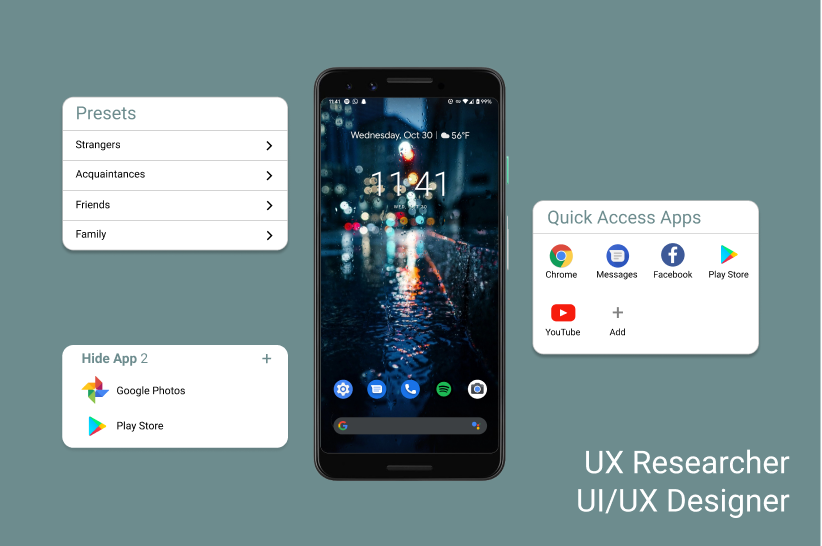 Presets
Strangers
Acquaintances
Friends
Family
Hide App 2 +
Google Photos
Play Store
11:41 99%
Wednesday, Oct 30 | 56°F
11 41
Quick Access Apps
Chrome Messages Facebook Play Store
YouTube Add
UX Researcher
UI/UX Designer